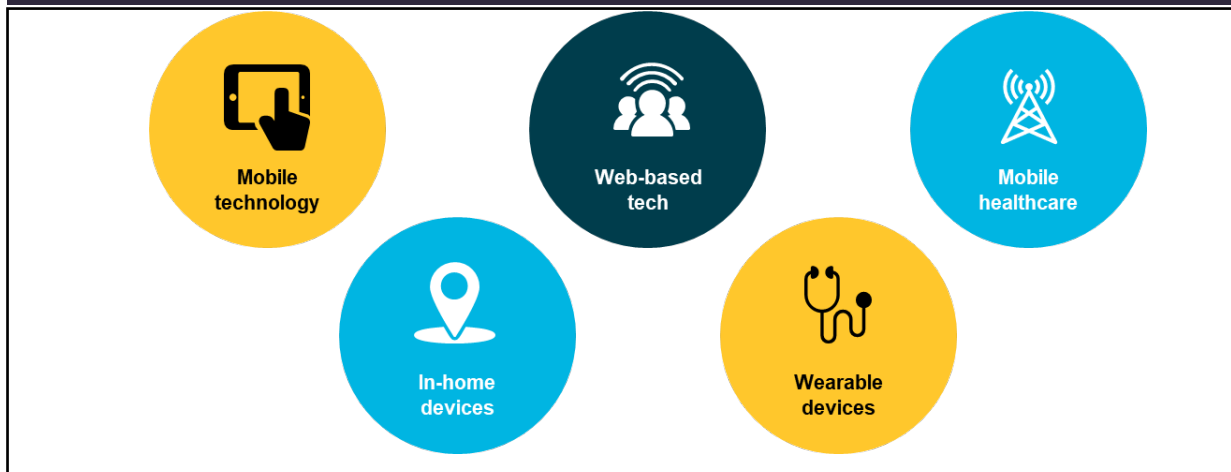 Mobile
technology
Web-based
tech
Mobile
healthcare
In-home
devices
Wearable
devices